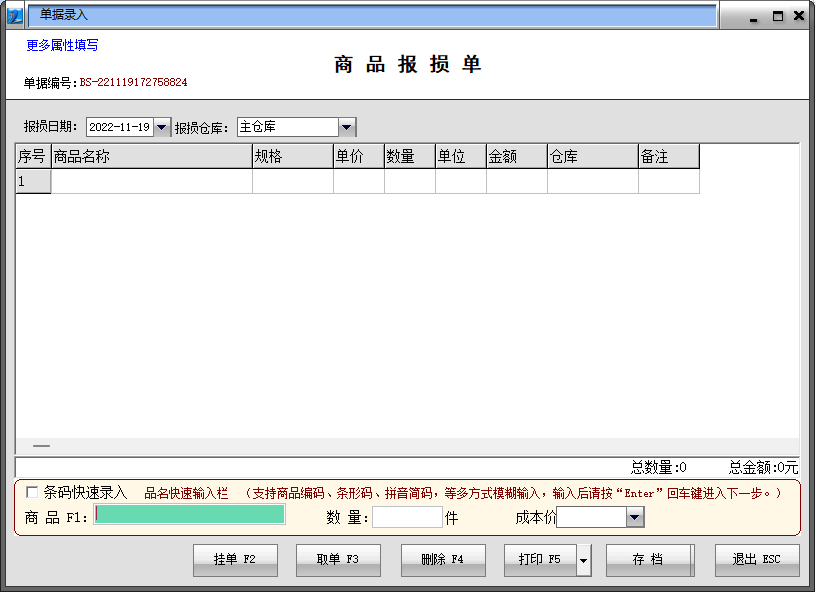 单据录入
更多属性填写
商 品 报 损 单
单据编号:BS-221119172758824
报损日期: 2022-11-19 报损仓库: 主仓库
序号 商品名称 规格 单价 数量 单位 金额 仓库 备注
1
总数量:0 总金额:0元
条码快速录入 品名快速输入栏 （支持商品编码、条形码、拼音简码，等多方式模糊输入，输入后请按“Enter”回车键进入下一步。）
商 品 F1: 数 量: 件 成本价
挂单 F2 取单 F3 删除 F4 打印 F5 存 档 退出 ESC